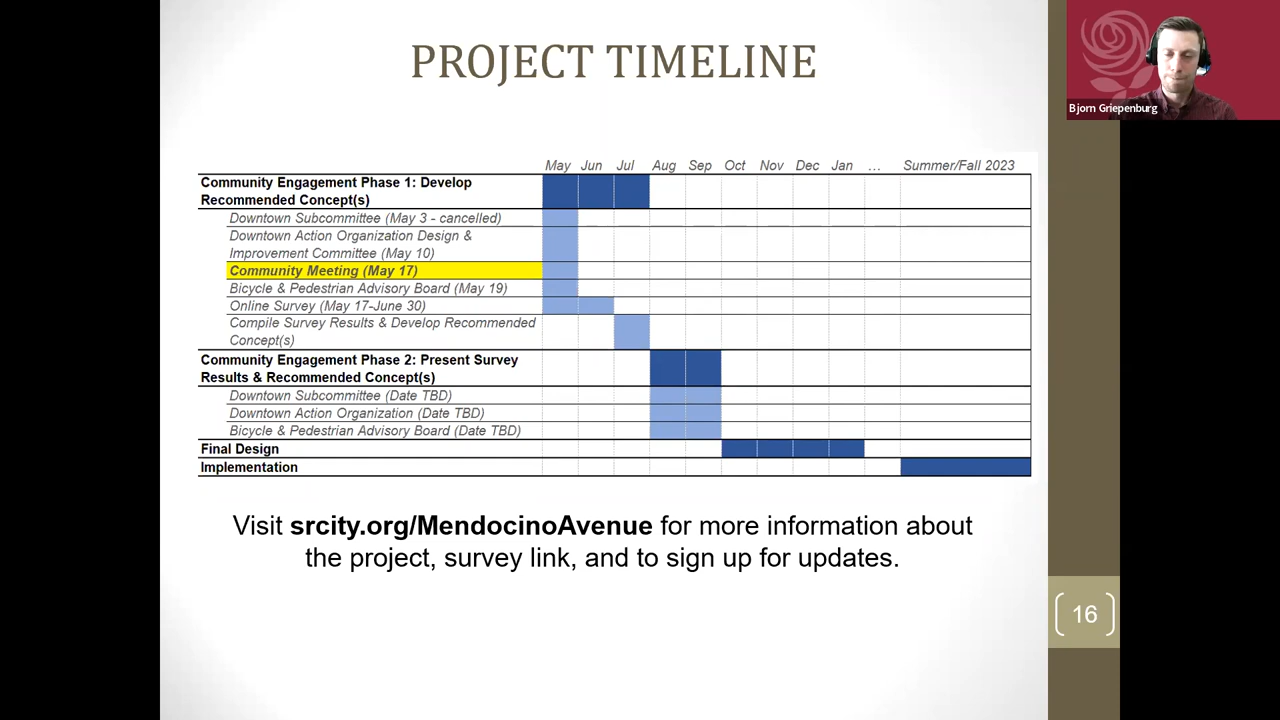 PROJECT TIMELINE
Bjorn Griepenburg
May Jun Jul Aug Sep Oct Nov Dec Jan ... Summer/Fall 2023
Community Engagement Phase 1: Develop
Recommended Concept(s)
Downtown Subcommittee (May 3 - cancelled)
Downtown Action Organization Design &
Improvement Committee (May 10)
Community Meeting (May 17)
Bicycle & Pedestrian Advisory Board (May 19)
Online Survey (May 17-June 30)
Compile Survey Results & Develop Recommended
Concept(s)
Community Engagement Phase 2: Present Survey
Results & Recommended Concept(s)
Downtown Subcommittee (Date TBD)
Downtown Action Organization (Date TBD)
Bicycle & Pedestrian Advisory Board (Date TBD)
Final Design
Implementation
Visit srcity.org/MendocinoAvenue for more information about
the project, survey link, and to sign up for updates.
16